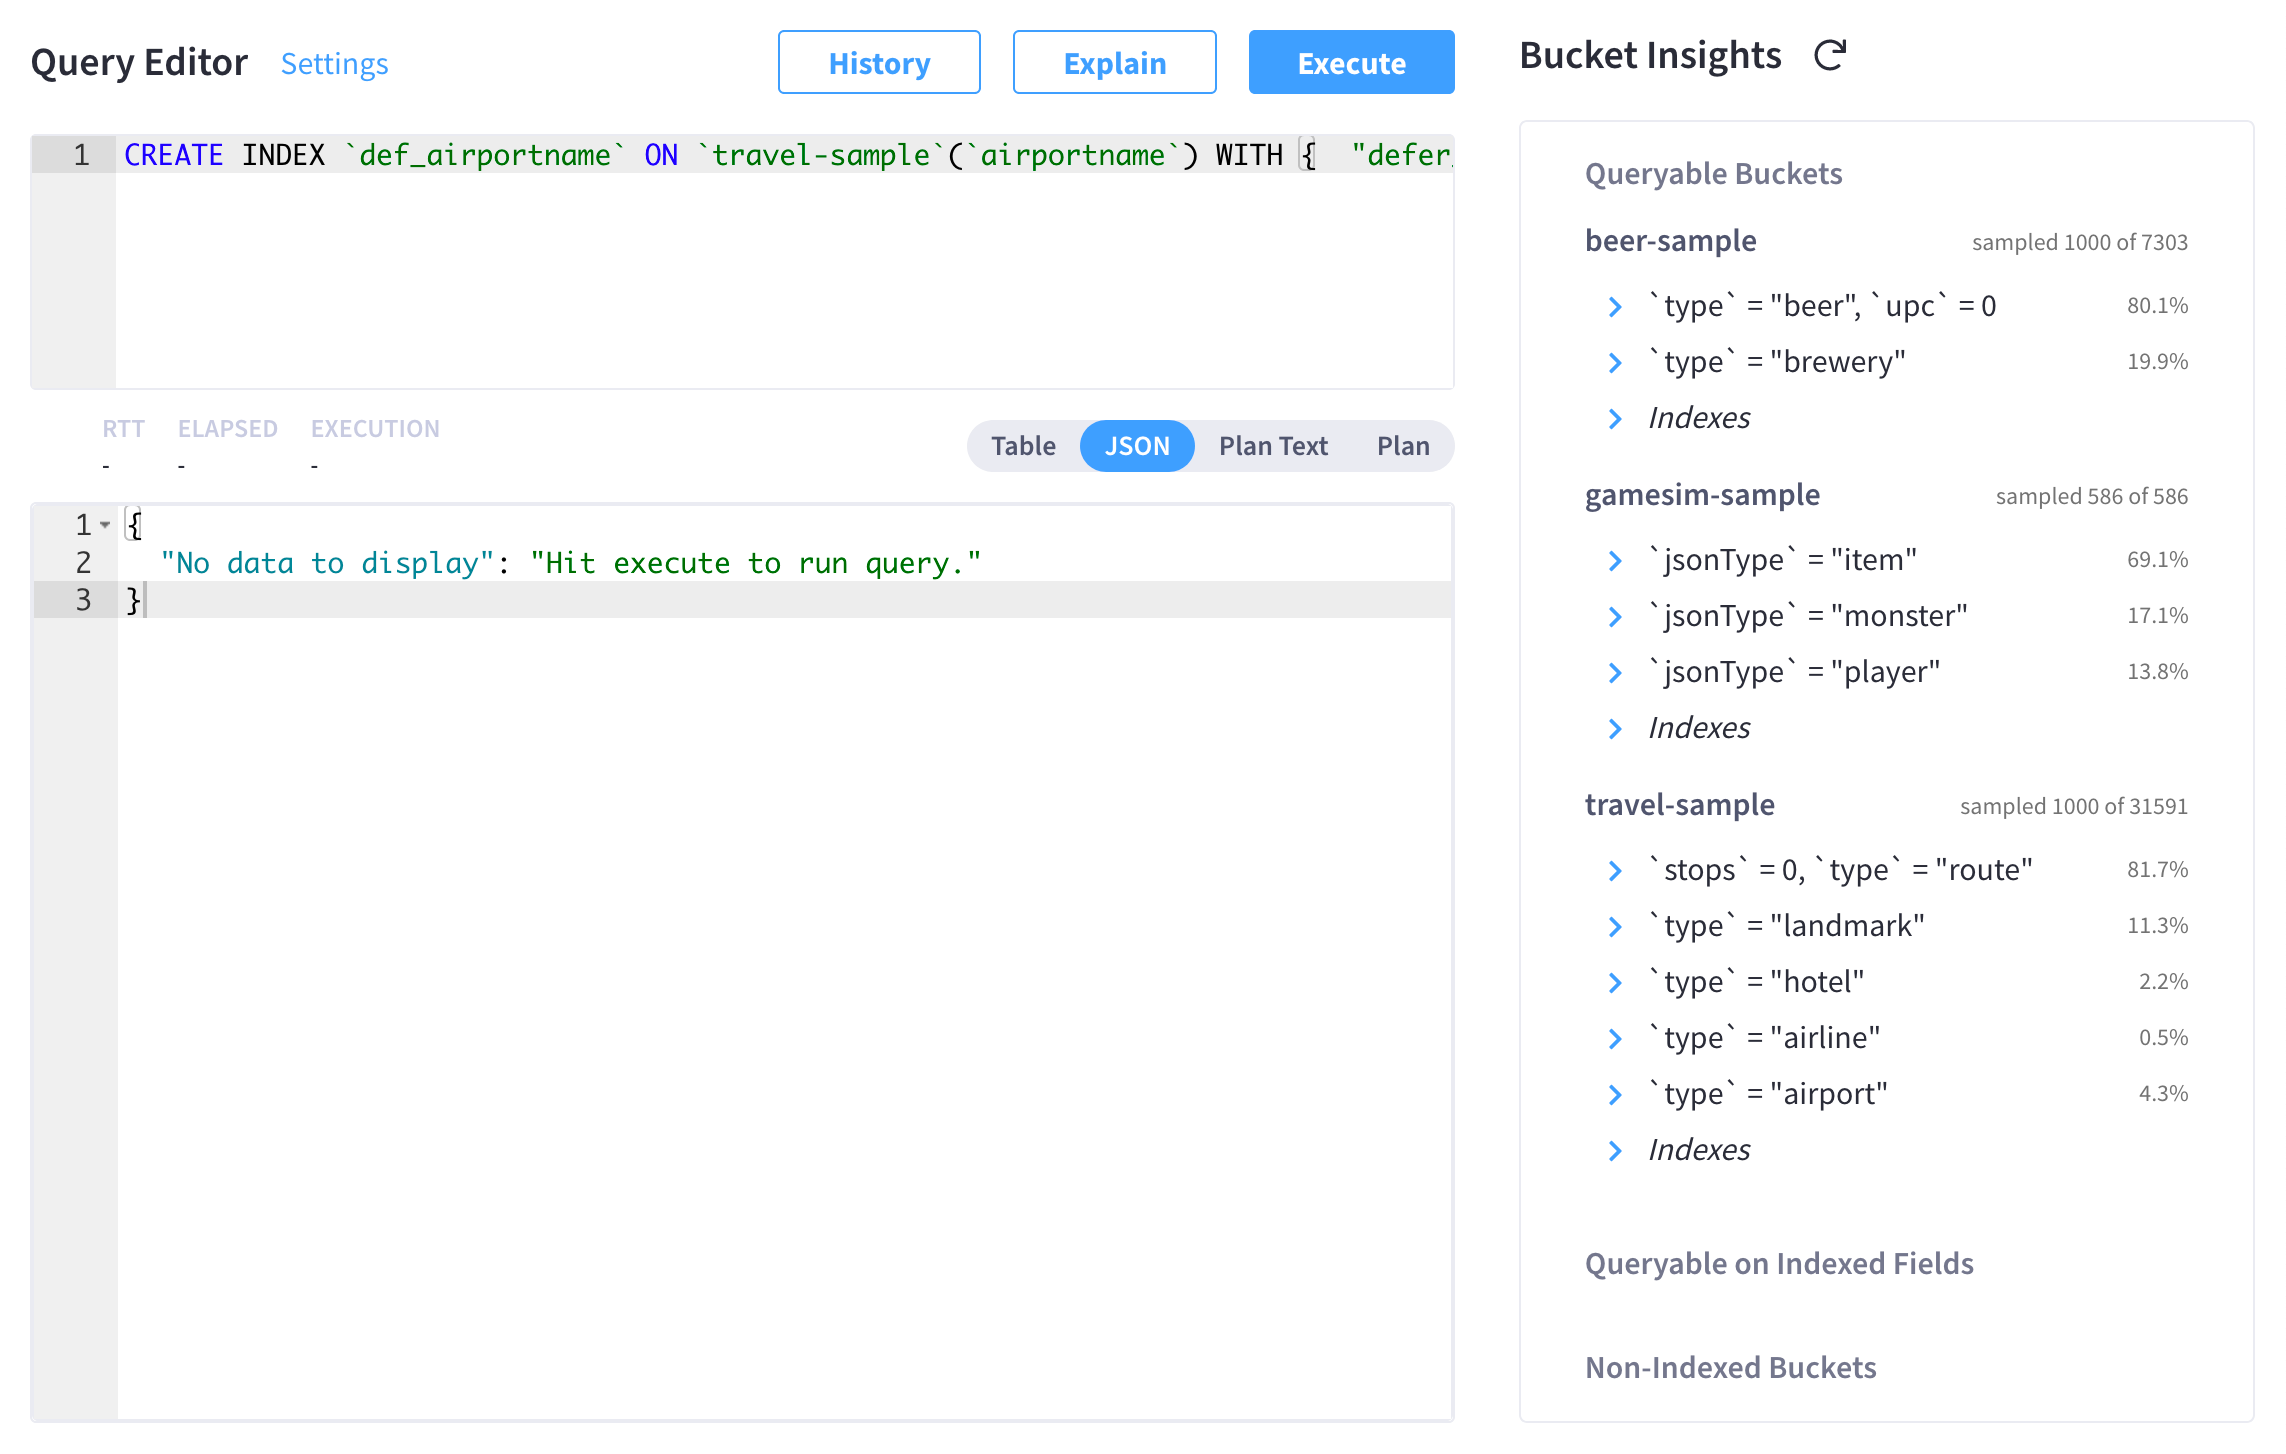 Query Editor Settings History Explain Execute
1 CREATE INDEX `def_airportname` ON `travel-sample`(`airportname`) WITH { "defer
RTT ELAPSED EXECUTION
- - -
Table JSON Plan Text Plan
1 {
2 "No data to display": "Hit execute to run query."
3 }
Bucket Insights
Queryable Buckets
beer-sample sampled 1000 of 7303
`type` = "beer", `upc` = 0 80.1%
`type` = "brewery" 19.9%
Indexes
gamesim-sample sampled 586 of 586
`jsonType` = "item" 69.1%
`jsonType` = "monster" 17.1%
`jsonType` = "player" 13.8%
Indexes
travel-sample sampled 1000 of 31591
`stops` = 0, `type` = "route" 81.7%
`type` = "landmark" 11.3%
`type` = "hotel" 2.2%
`type` = "airline" 0.5%
`type` = "airport" 4.3%
Indexes
Queryable on Indexed Fields
Non-Indexed Buckets